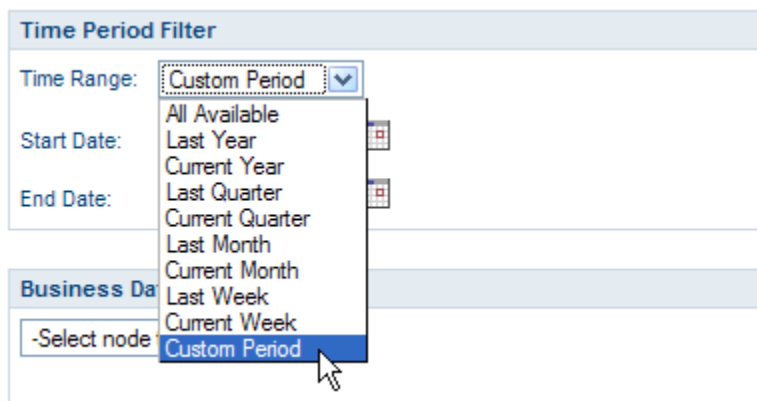 Time Period Filter
Time Range: Custom Period
All Available
Start Date: Last Year
Current Year
End Date: Last Quarter
Current Quarter
Last Month
Current Month
Business Da Last Week
-Select node Current Week
Custom Period